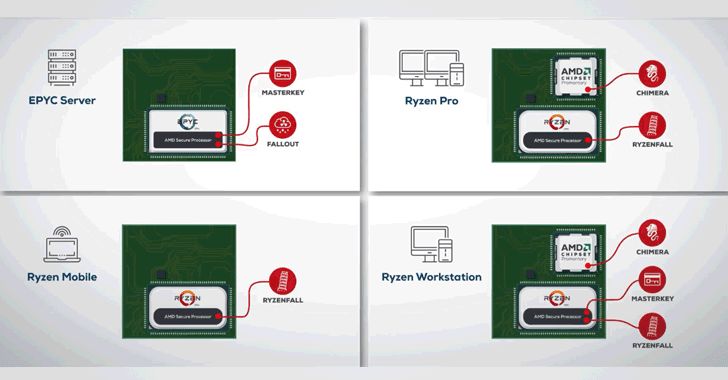 EPYC Server
MASTERKEY
EPYC
AMD Secure Processor
FALLOUT
Ryzen Pro
AMD
CHIPSET
Promontory
CHIMERA
RYZEN
AMD Secure Processor
RYZENFALL
Ryzen Mobile
RYZEN
AMD Secure Processor
RYZENFALL
Ryzen Workstation
AMD
CHIPSET
Promontory
CHIMERA
RYZEN
AMD Secure Processor
MASTERKEY
RYZENFALL